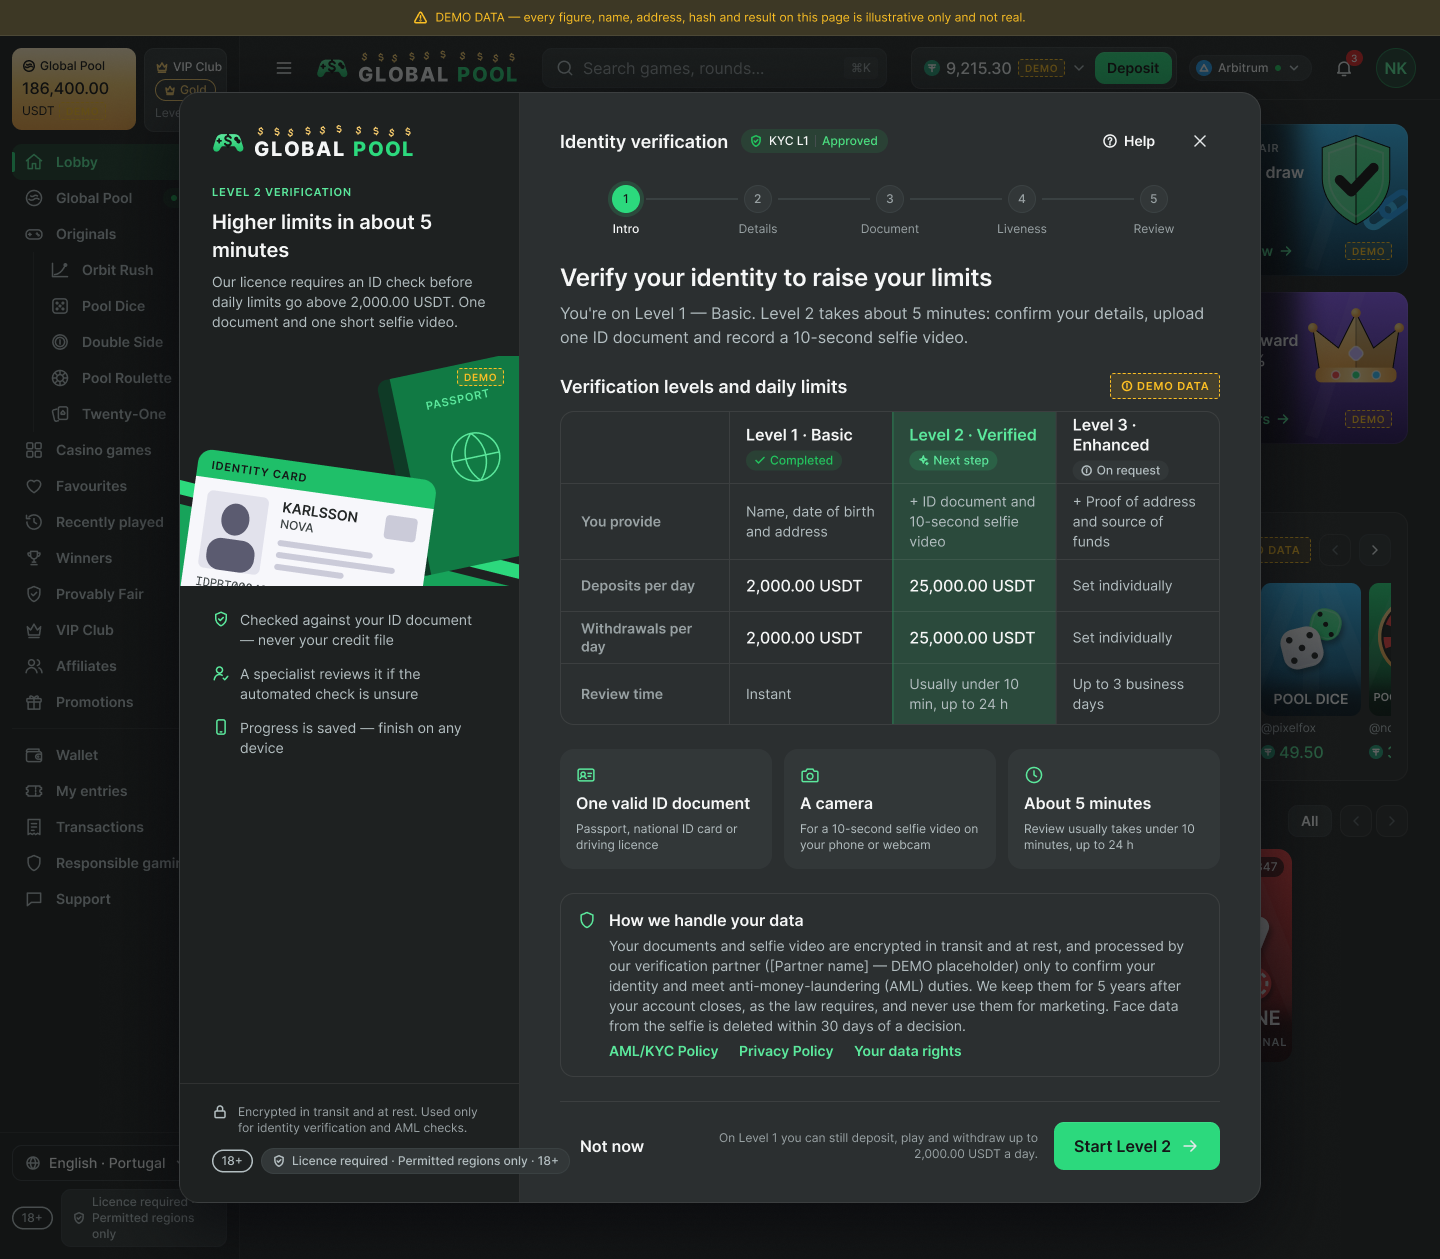 DEMO DATA — every figure, name, address, hash and result on this page is illustrative only and not real.
Global Pool
186,400.00
USDT
VIP Club
Gold
GLOBAL POOL
Search games, rounds...
⌘K
9,215.30 DEMO
Deposit
Arbitrum
3
NK
Lobby
Global Pool
Originals
Orbit Rush
Pool Dice
Double Side
Pool Roulette
Twenty-One
Casino games
Favourites
Recently played
Winners
Provably Fair
VIP Club
Affiliates
Promotions
Wallet
My entries
Transactions
Responsible gamin
Support
English · Portugal
18+
Licence required ·
Permitted regions
only
GLOBAL POOL
LEVEL 2 VERIFICATION
Higher limits in about 5
minutes
Our licence requires an ID check before
daily limits go above 2,000.00 USDT. One
document and one short selfie video.
DEMO
PASSPORT
IDENTITY CARD
KARLSSON
NOVA
Checked against your ID document
— never your credit file
A specialist reviews it if the
automated check is unsure
Progress is saved — finish on any
device
Encrypted in transit and at rest. Used only
for identity verification and AML checks.
18+
Licence required · Permitted regions only · 18+
Identity verification
KYC L1 Approved
Help
1
2
3
4
5
Intro
Details
Document
Liveness
Review
Verify your identity to raise your limits
You're on Level 1 — Basic. Level 2 takes about 5 minutes: confirm your details, upload
one ID document and record a 10-second selfie video.
Verification levels and daily limits
DEMO DATA
Level 1 · Basic
Completed
Level 2 · Verified
Next step
Level 3 ·
Enhanced
On request
You provide
Name, date of birth
and address
+ ID document and
10-second selfie
video
+ Proof of address
and source of
funds
Deposits per day
2,000.00 USDT
25,000.00 USDT
Set individually
Withdrawals per
day
2,000.00 USDT
25,000.00 USDT
Set individually
Review time
Instant
Usually under 10
min, up to 24 h
Up to 3 business
days
One valid ID document
Passport, national ID card or
driving licence
A camera
For a 10-second selfie video on
your phone or webcam
About 5 minutes
Review usually takes under 10
minutes, up to 24 h
How we handle your data
Your documents and selfie video are encrypted in transit and at rest, and processed by
our verification partner ([Partner name] — DEMO placeholder) only to confirm your
identity and meet anti-money-laundering (AML) duties. We keep them for 5 years after
your account closes, as the law requires, and never use them for marketing. Face data
from the selfie is deleted within 30 days of a decision.
AML/KYC Policy
Privacy Policy
Your data rights
Not now
On Level 1 you can still deposit, play and withdraw up to
2,000.00 USDT a day.
Start Level 2
draw
DEMO
DEMO
DATA
POOL DICE
@pixelfox
49.50
All